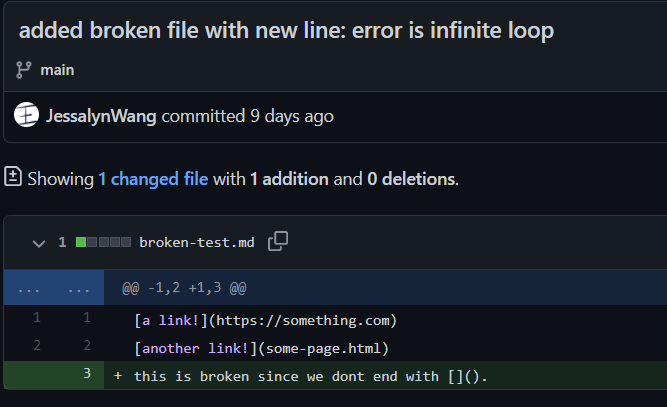 added broken file with new line: error is infinite loop
main
JessalynWang committed 9 days ago
Showing 1 changed file with 1 addition and 0 deletions.
1 broken-test.md
... ... @@ -1,2 +1,3 @@
1 1 [a link!](https://something.com)
2 2 [another link!](some-page.html)
3 + this is broken since we dont end with []().